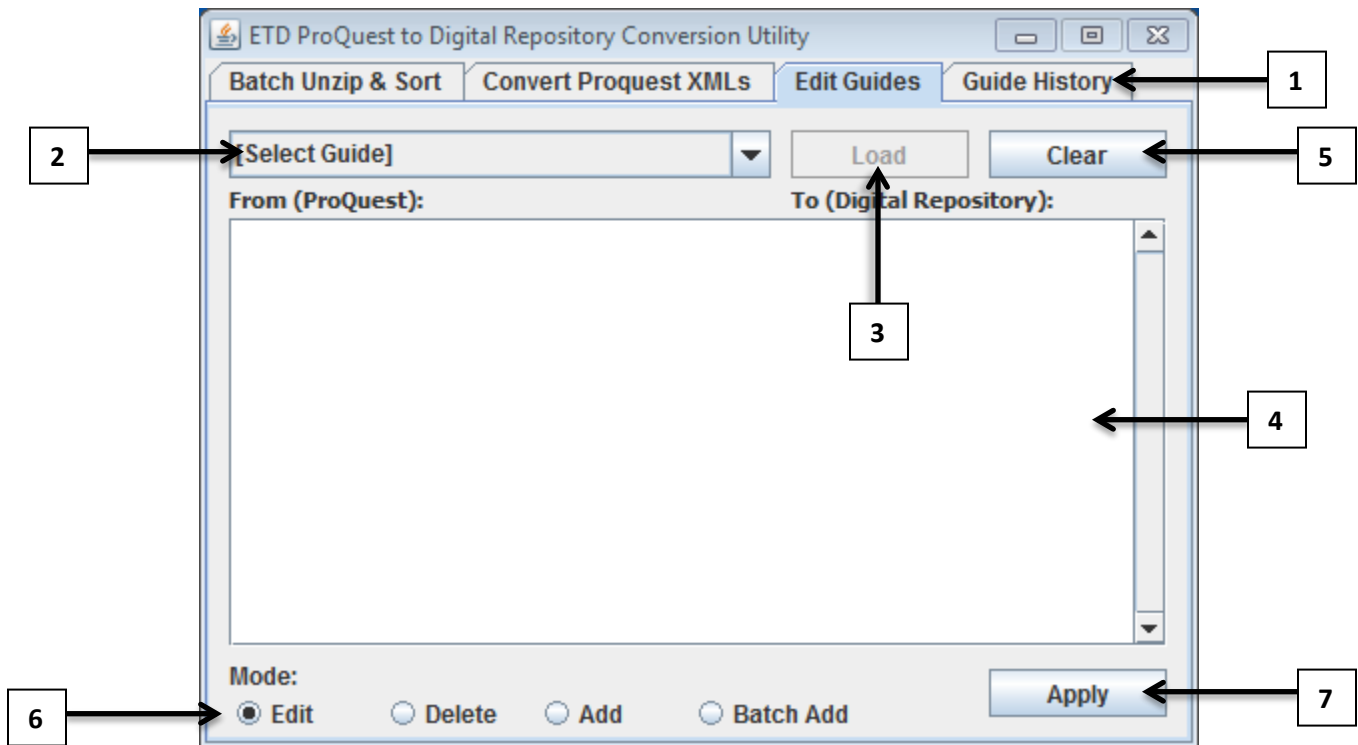 ETD ProQuest to Digital Repository Conversion Utility
Batch Unzip & Sort Convert Proquest XMLs Edit Guides Guide History 1
2 [Select Guide] Load Clear 5
From (ProQuest): To (Digital Repository):
3
4
Mode:
6 Edit Delete Add Batch Add Apply 7